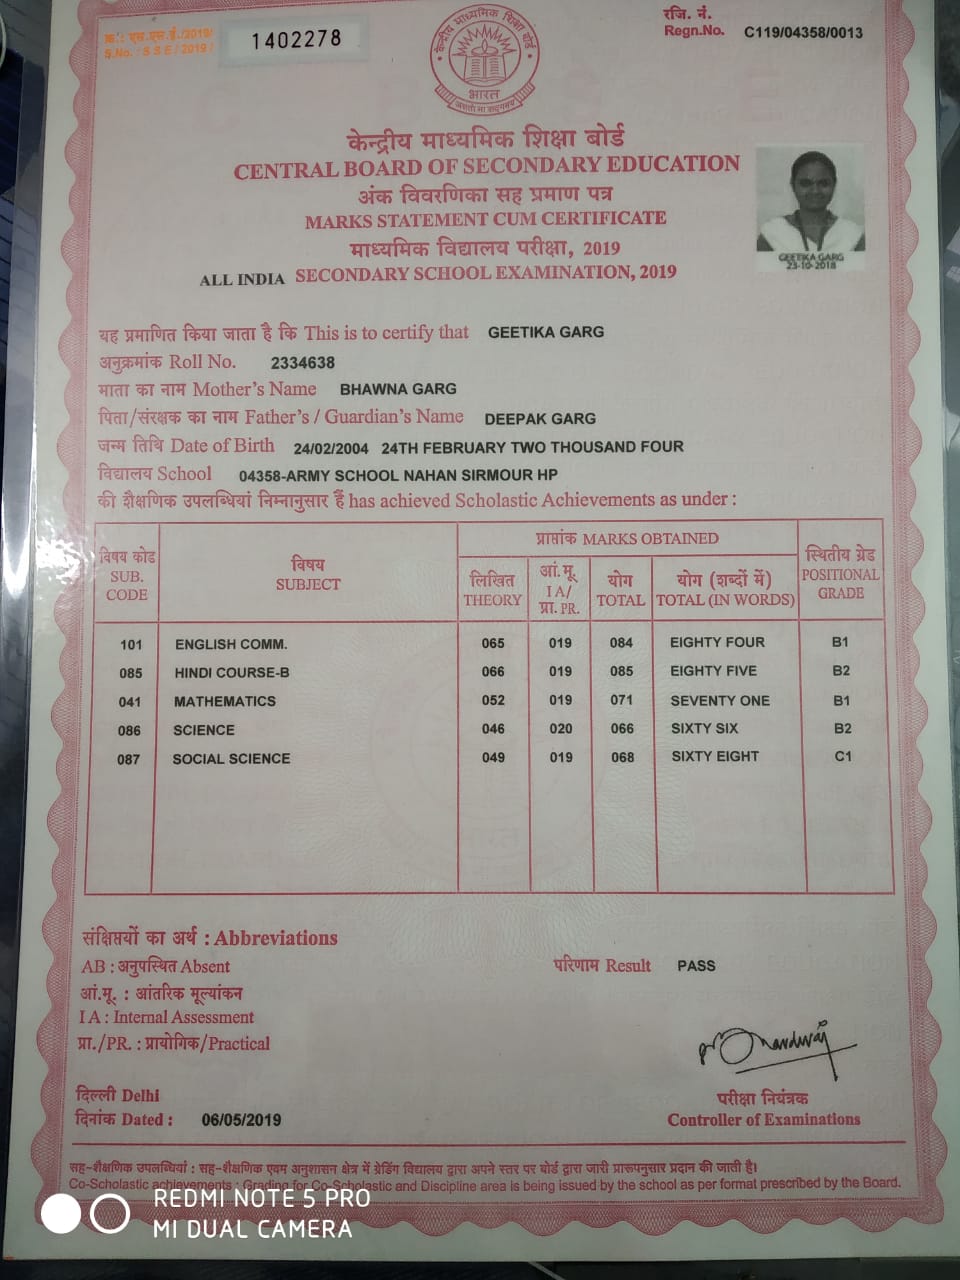 क्र.: एस.एस.ई./2019/
S.No.: SSE / 2019 /
1402278
रजि. नं.
Regn.No. C119/04358/0013
केन्द्रीय माध्यमिक शिक्षा बोर्ड
भारत
असतो मा सद्गमय
केन्द्रीय माध्यमिक शिक्षा बोर्ड
CENTRAL BOARD OF SECONDARY EDUCATION
अंक विवरणिका सह प्रमाण पत्र
MARKS STATEMENT CUM CERTIFICATE
माध्यमिक विद्यालय परीक्षा, 2019
ALL INDIA SECONDARY SCHOOL EXAMINATION, 2019
GEETIKA GARG
23-10-2018
यह प्रमाणित किया जाता है कि This is to certify that GEETIKA GARG
अनुक्रमांक Roll No. 2334638
माता का नाम Mother's Name BHAWNA GARG
पिता/संरक्षक का नाम Father's / Guardian's Name DEEPAK GARG
जन्म तिथि Date of Birth 24/02/2004 24TH FEBRUARY TWO THOUSAND FOUR
विद्यालय School 04358-ARMY SCHOOL NAHAN SIRMOUR HP
की शैक्षणिक उपलब्धियां निम्नानुसार हैं has achieved Scholastic Achievements as under :
विषय कोड SUB. CODE
विषय SUBJECT
प्राप्तांक MARKS OBTAINED
लिखित THEORY
आं.मू. I A/ प्रा. PR.
योग TOTAL
योग (शब्दों में) TOTAL (IN WORDS)
स्थितीय ग्रेड POSITIONAL GRADE
101 ENGLISH COMM. 065 019 084 EIGHTY FOUR B1
085 HINDI COURSE-B 066 019 085 EIGHTY FIVE B2
041 MATHEMATICS 052 019 071 SEVENTY ONE B1
086 SCIENCE 046 020 066 SIXTY SIX B2
087 SOCIAL SCIENCE 049 019 068 SIXTY EIGHT C1
संक्षिप्तियों का अर्थ : Abbreviations
AB : अनुपस्थित Absent
परिणाम Result PASS
आं.मू. : आंतरिक मूल्यांकन
I A : Internal Assessment
प्रा./PR. : प्रायोगिक/Practical
दिल्ली Delhi
दिनांक Dated : 06/05/2019
परीक्षा नियंत्रक
Controller of Examinations
सह-शैक्षणिक उपलब्धियां : सह-शैक्षणिक एवम अनुशासन क्षेत्र में ग्रेडिंग विद्यालय द्वारा अपने स्तर पर बोर्ड द्वारा जारी प्रारूपनुसार प्रदान की जाती है।
Co-Scholastic achievements : Grading for Co-Scholastic and Discipline area is being issued by the school as per format prescribed by the Board.
REDMI NOTE 5 PRO
MI DUAL CAMERA